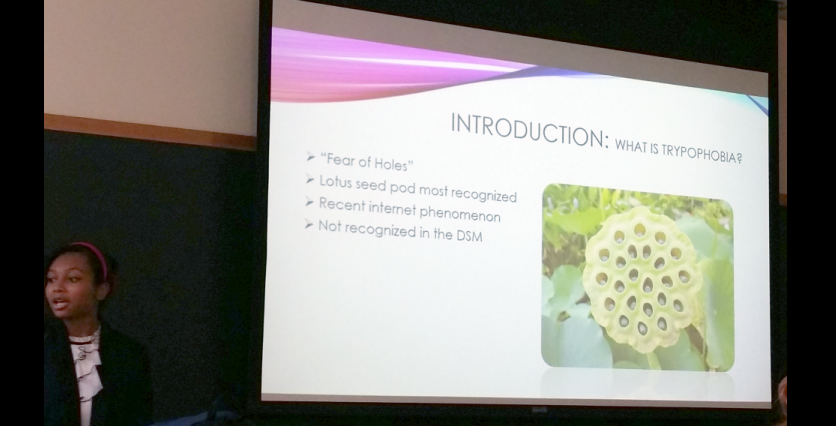 INTRODUCTION: WHAT IS TRYPOPHOBIA?
➢ "Fear of Holes"
➢ Lotus seed pod most recognized
➢ Recent internet phenomenon
➢ Not recognized in the DSM